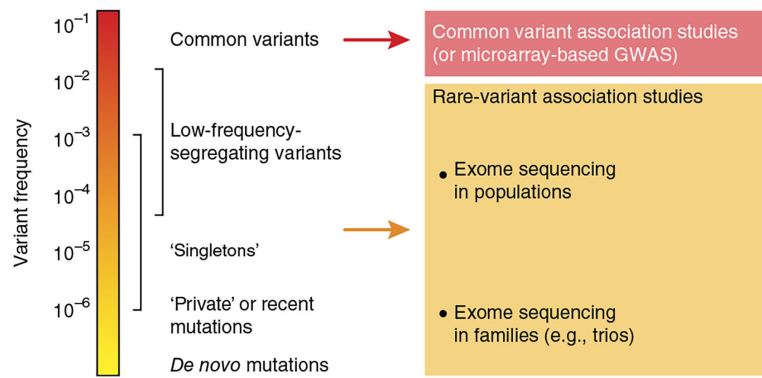 Variant frequency
10⁻¹
10⁻²
10⁻³
10⁻⁴
10⁻⁵
10⁻⁶
Common variants
Low-frequency-
segregating variants
‘Singletons’
‘Private’ or recent
mutations
De novo mutations
Common variant association studies
(or microarray-based GWAS)
Rare-variant association studies
• Exome sequencing
in populations
• Exome sequencing
in families (e.g., trios)